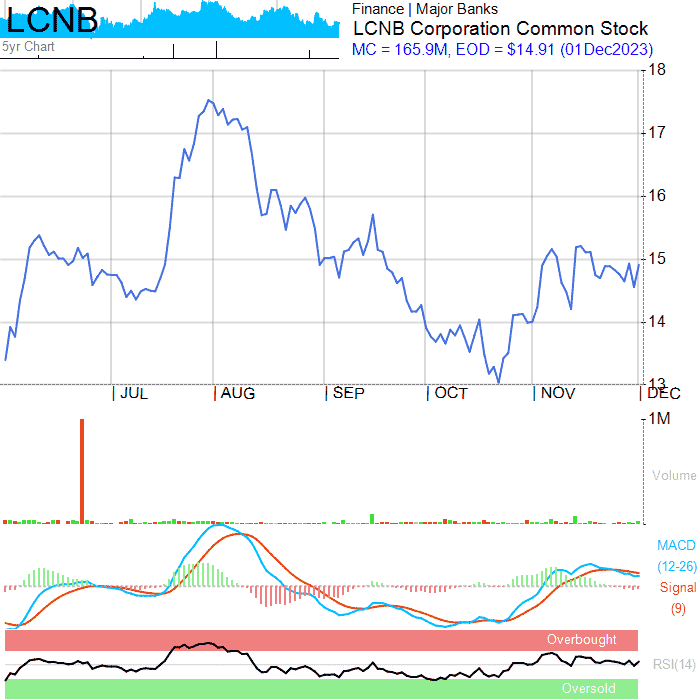 LCNB
Finance | Major Banks
LCNB Corporation Common Stock
5yr Chart
MC = 165.9M, EOD = $14.91 (01Dec2023)
18
17
16
15
14
13
| JUL | AUG | SEP | OCT | NOV | DEC
1M
Volume
MACD
(12-26)
Signal
(9)
Overbought
RSI(14)
Oversold